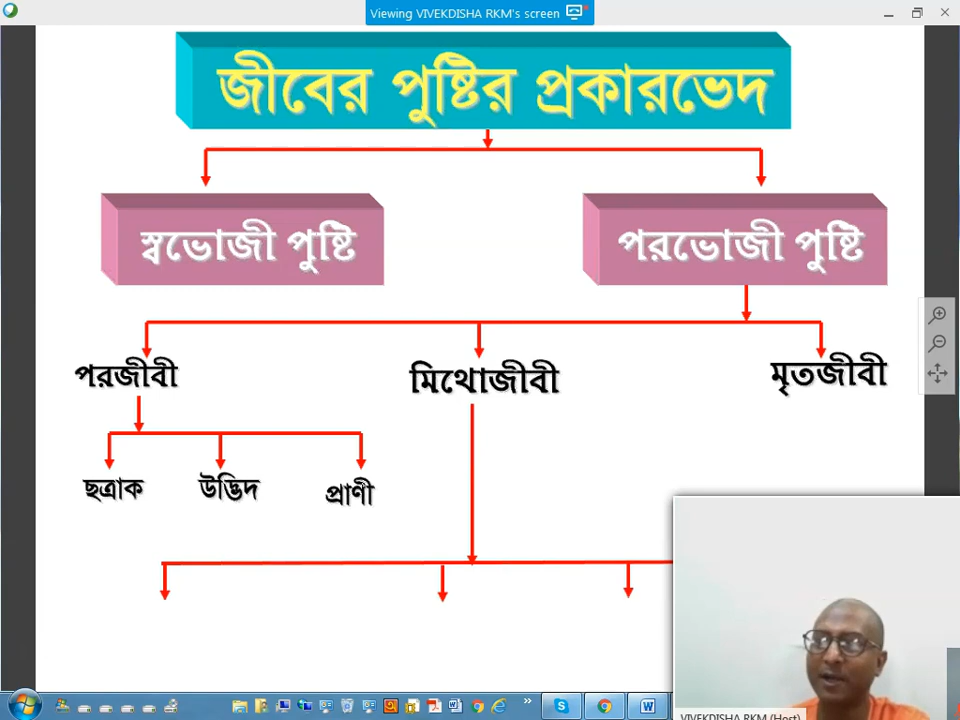 Viewing VIVEKDISHA RKM's screen
জীবের পুষ্টির প্রকারভেদ
স্বভোজী পুষ্টি
পরভোজী পুষ্টি
পরজীবী
মিথোজীবী
মৃতজীবী
ছত্রাক
উদ্ভিদ
প্রাণী
VIVEKDISHA RKM (Host)